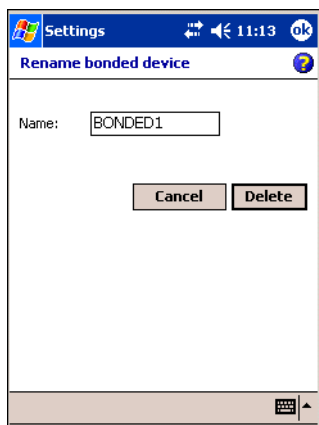 Settings 11:13 ok
Rename bonded device ?
Name: BONDED1
Cancel Delete